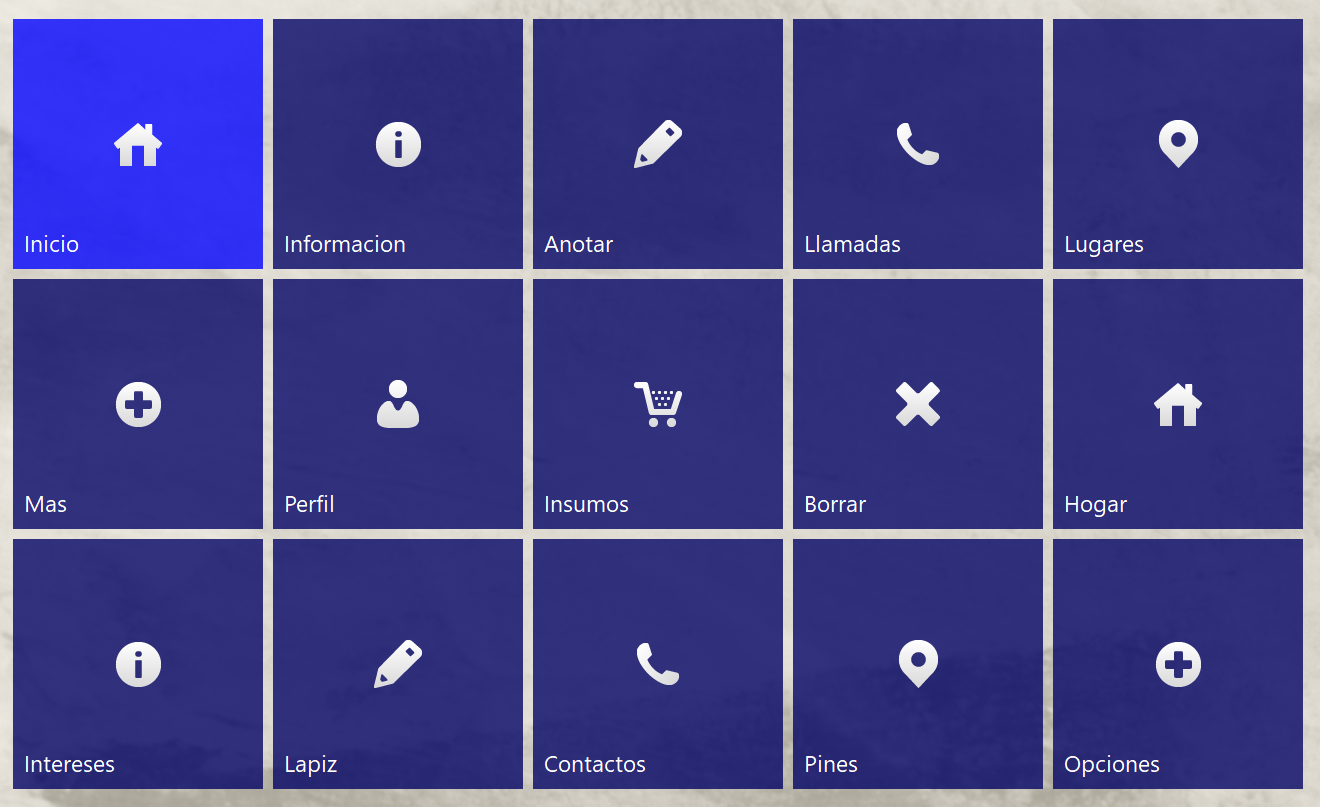 Inicio
Informacion
Anotar
Llamadas
Lugares
Mas
Perfil
Insumos
Borrar
Hogar
Intereses
Lapiz
Contactos
Pines
Opciones